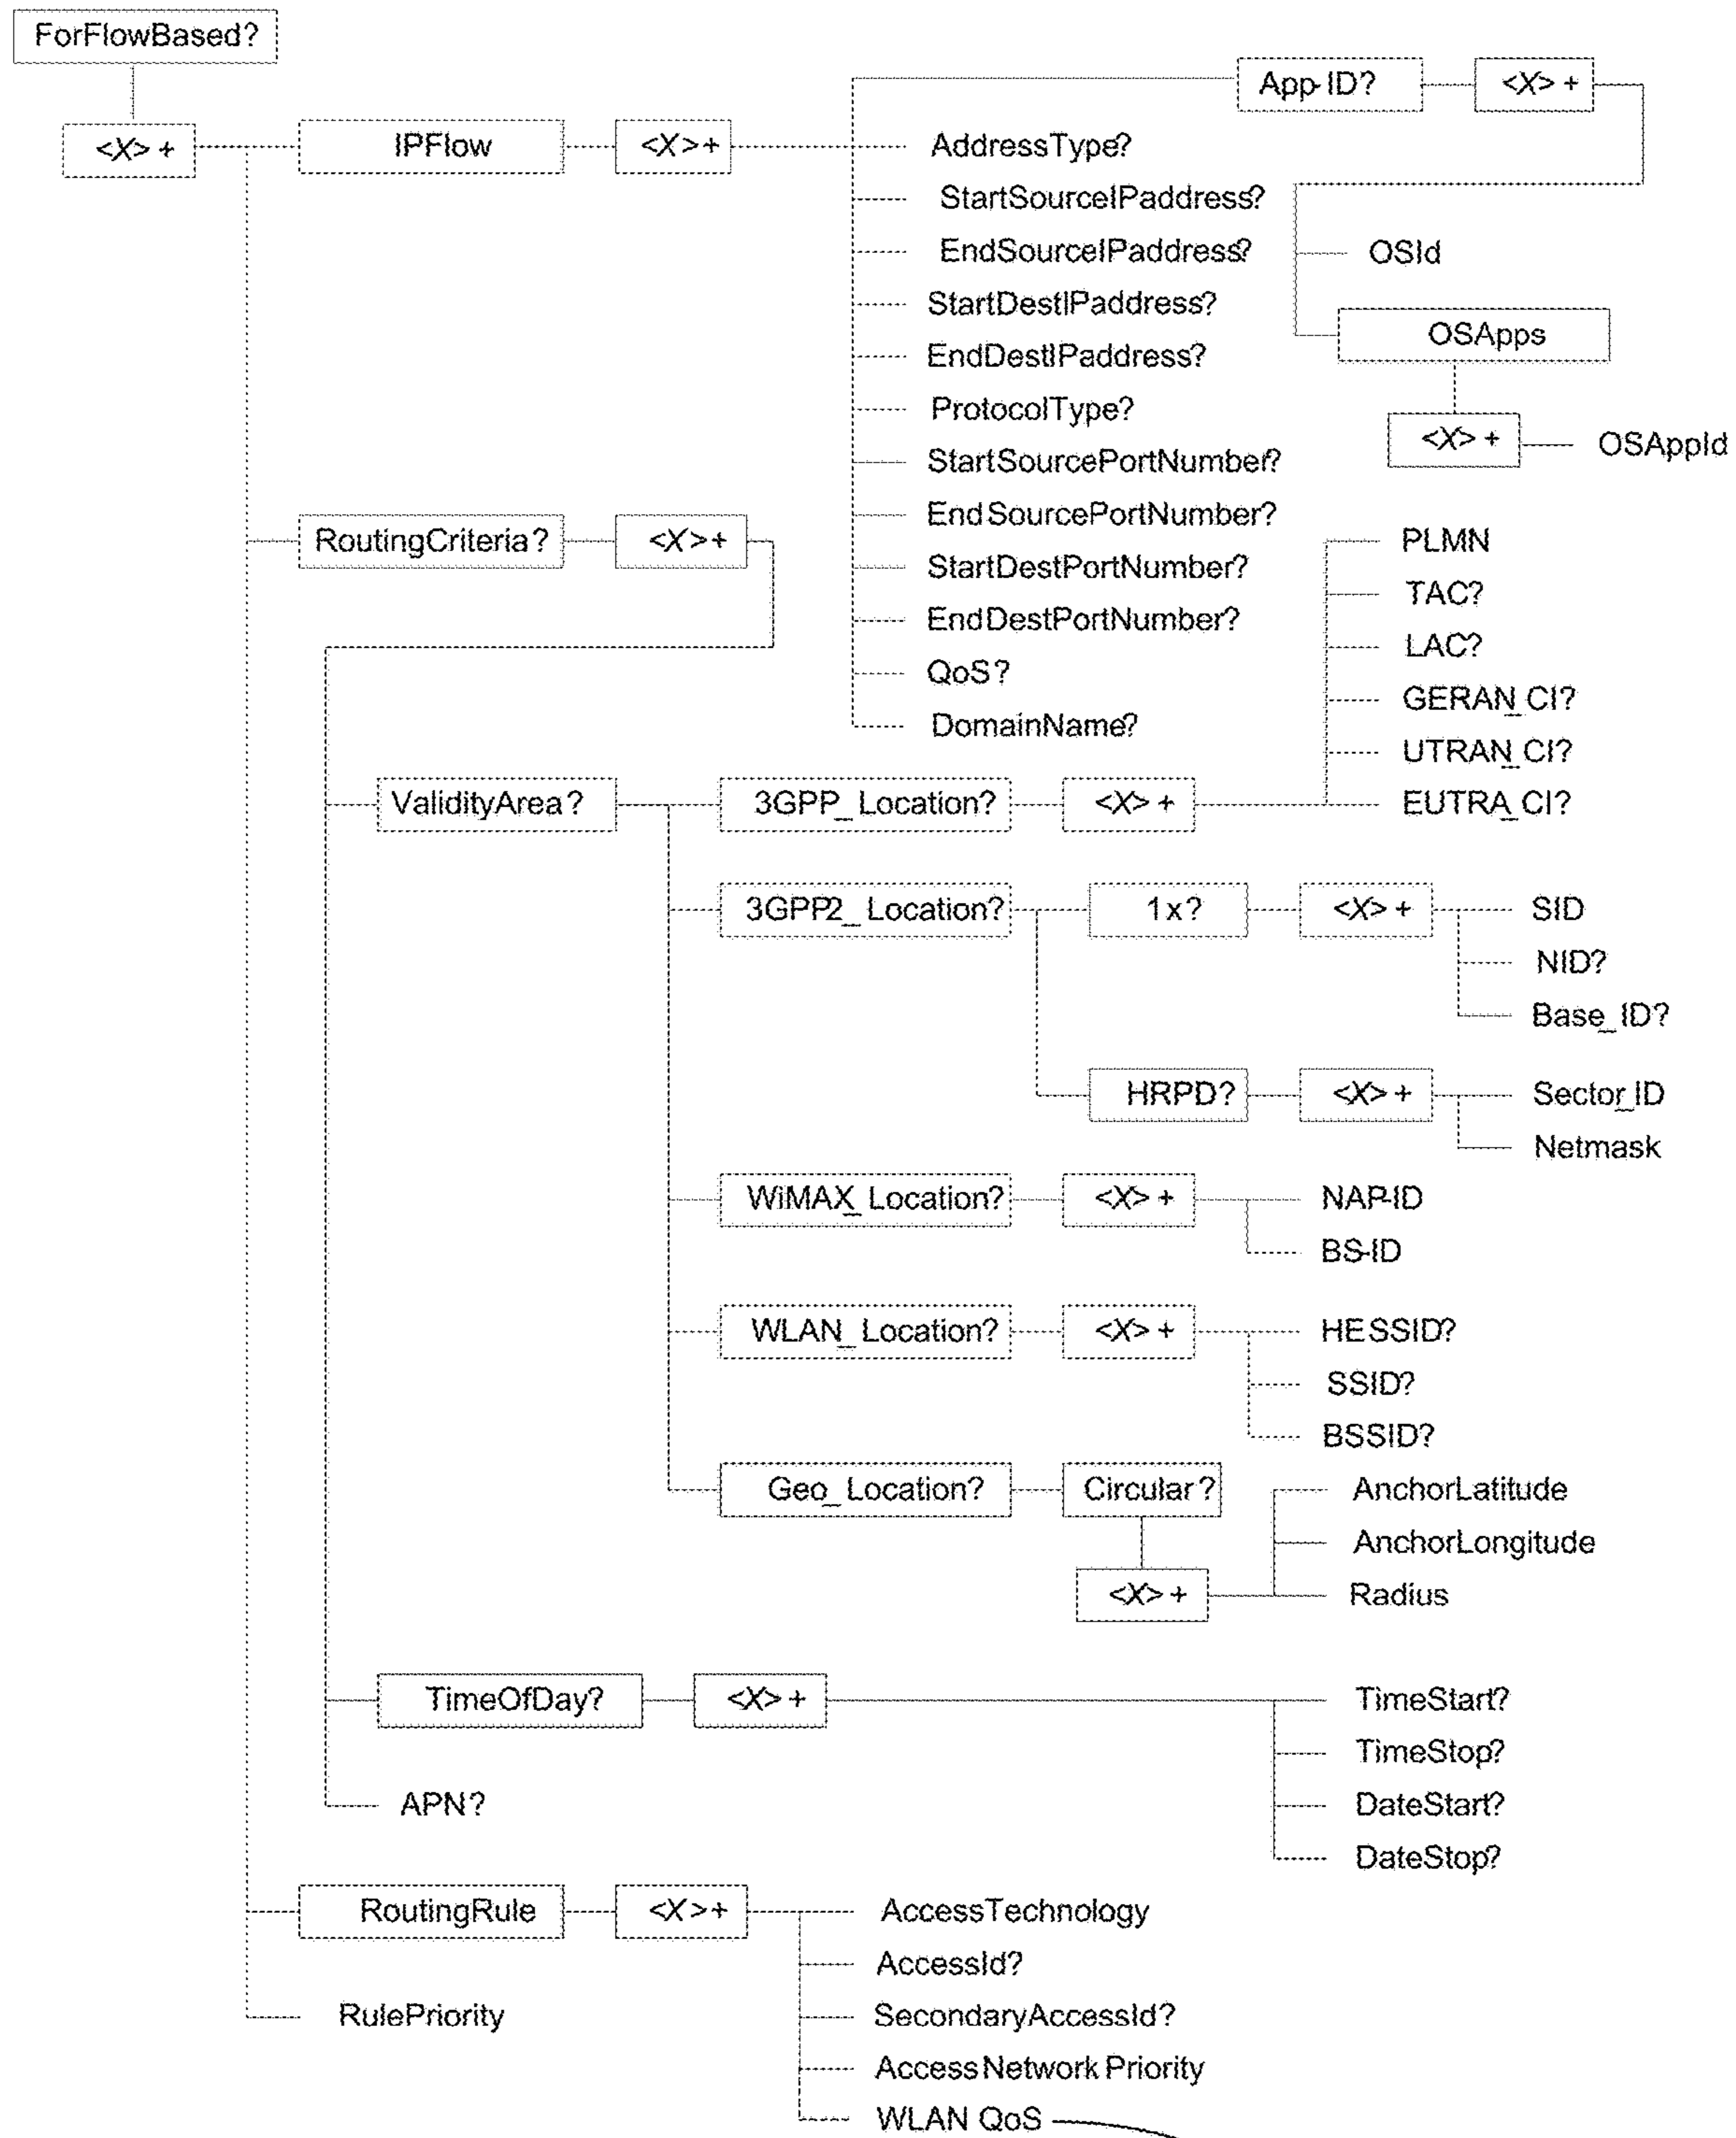 ForFlowBased?
App-ID?
<X> +
<X> +
IPFlow
<X>+
AddressType?
StartSourceIPaddress?
EndSourceIPaddress?
OSId
StartDestIPaddress?
OSApps
EndDestIPaddress?
ProtocolType?
<X> +
OSAppId
StartSourcePortNumber?
EndSourcePortNumber?
RoutingCriteria?
<X>+
PLMN
StartDestPortNumber?
TAC?
EndDestPortNumber?
LAC?
QoS?
GERAN_CI?
DomainName?
UTRAN_CI?
ValidityArea?
3GPP_Location?
<X> +
EUTRA_CI?
3GPP2_Location?
1x?
<X> +
SID
NID?
Base_ID?
HRPD?
<X> +
Sector_ID
Netmask
WiMAX_Location?
<X> +
NAP-ID
BS-ID
WLAN_Location?
<X> +
HESSID?
SSID?
BSSID?
Geo_Location?
Circular?
AnchorLatitude
AnchorLongitude
<X> +
Radius
TimeOfDay?
<X> +
TimeStart?
TimeStop?
APN?
DateStart?
DateStop?
RoutingRule
<X>+
AccessTechnology
AccessId?
RulePriority
SecondaryAccessId?
AccessNetworkPriority
WLAN QoS